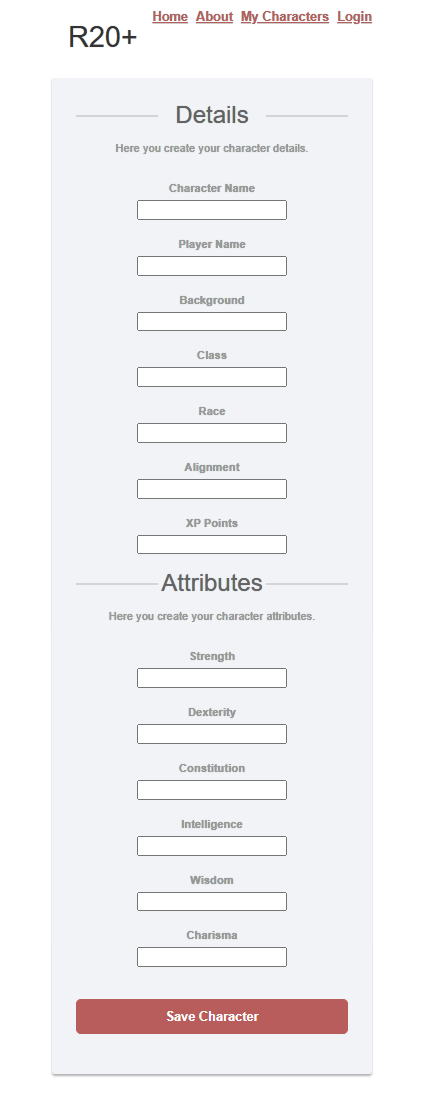 R20+
Home About My Characters Login
Details
Here you create your character details.
Character Name
Player Name
Background
Class
Race
Alignment
XP Points
Attributes
Here you create your character attributes.
Strength
Dexterity
Constitution
Intelligence
Wisdom
Charisma
Save Character